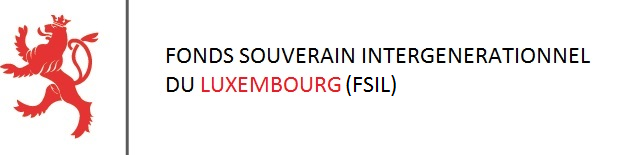 FONDS SOUVERAIN INTERGENERATIONNEL
DU LUXEMBOURG (FSIL)